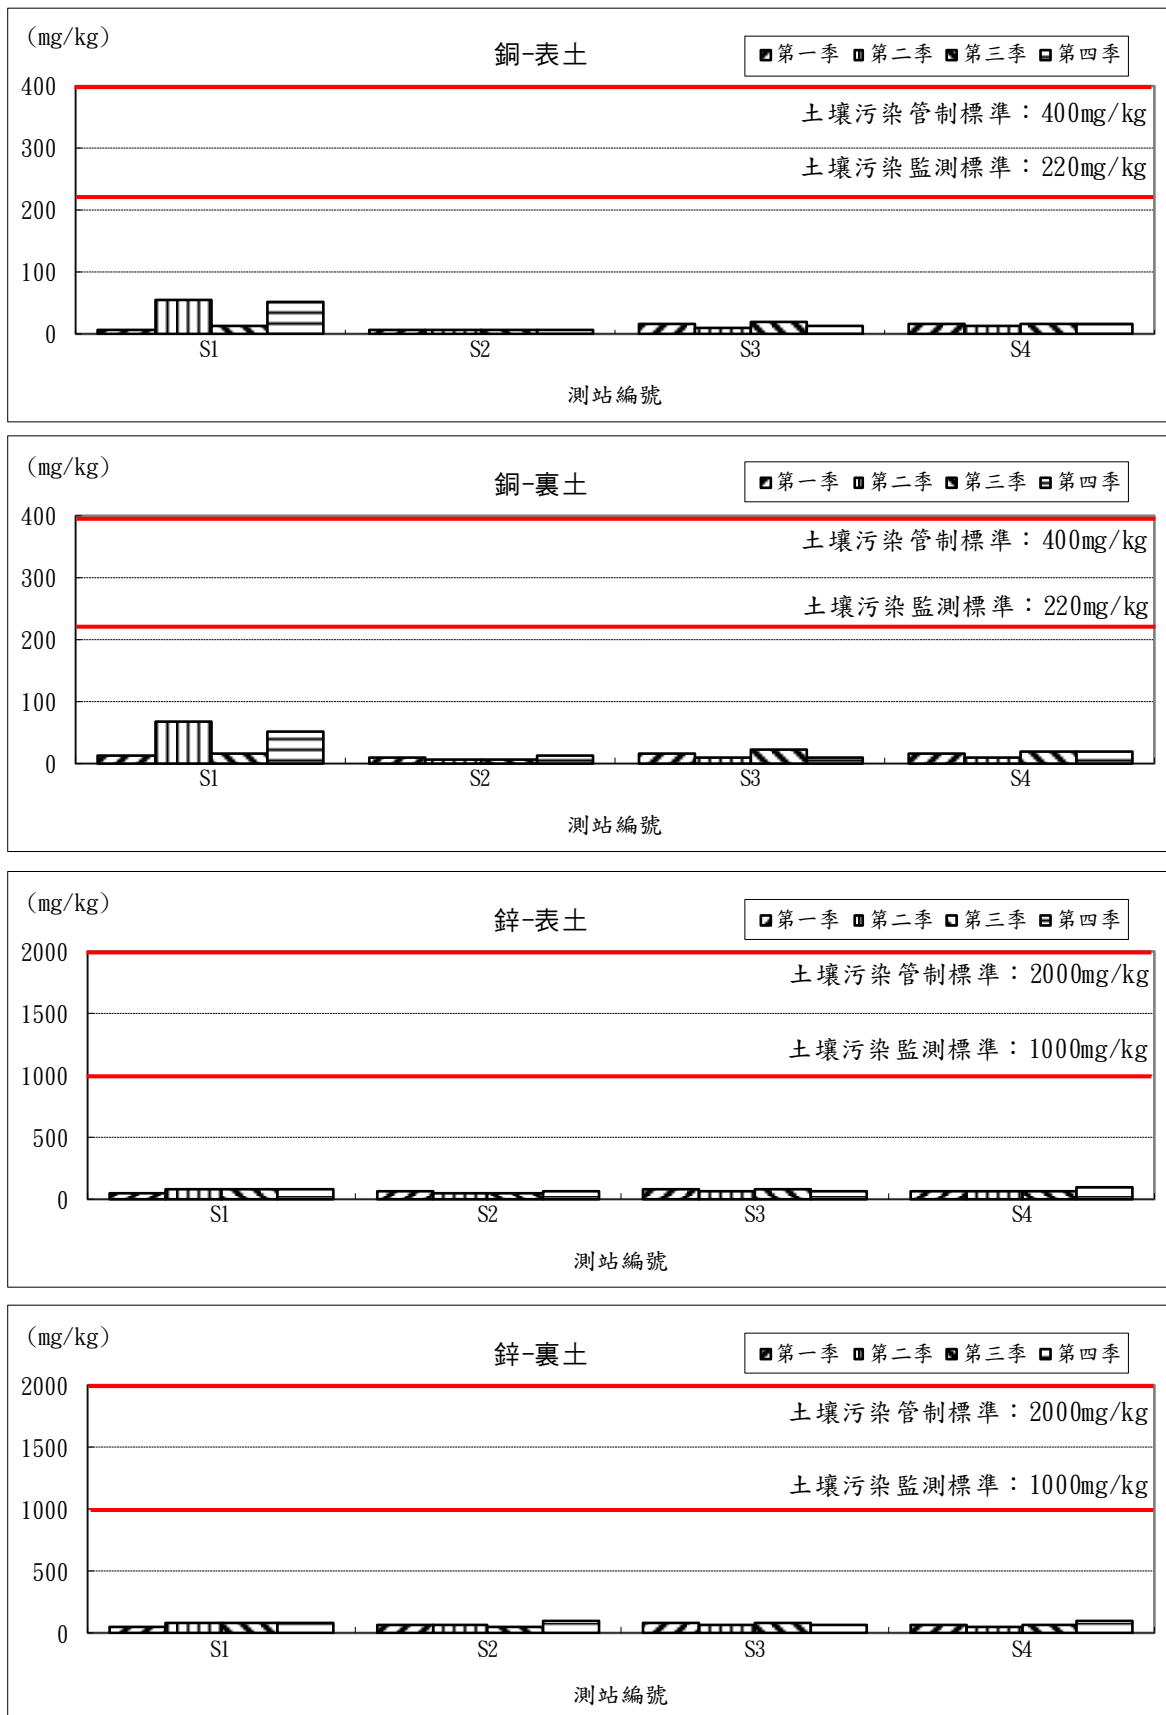 (mg/kg)
銅-表土
第一季 第二季 第三季 第四季
400
土壤污染管制標準：400mg/kg
300
土壤污染監測標準：220mg/kg
200
100
0
S1 S2 S3 S4
測站編號
(mg/kg)
銅-裏土
第一季 第二季 第三季 第四季
400
土壤污染管制標準：400mg/kg
300
土壤污染監測標準：220mg/kg
200
100
0
S1 S2 S3 S4
測站編號
(mg/kg)
鋅-表土
第一季 第二季 第三季 第四季
2000
土壤污染管制標準：2000mg/kg
1500
土壤污染監測標準：1000mg/kg
1000
500
0
S1 S2 S3 S4
測站編號
(mg/kg)
鋅-裏土
第一季 第二季 第三季 第四季
2000
土壤污染管制標準：2000mg/kg
1500
土壤污染監測標準：1000mg/kg
1000
500
0
S1 S2 S3 S4
測站編號